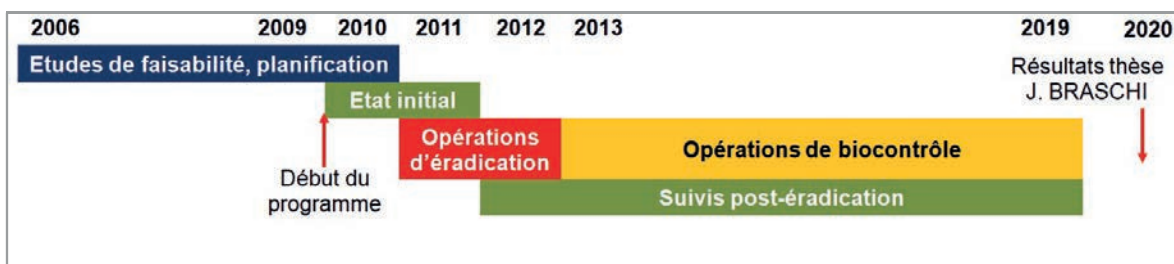 2006 2009 2010 2011 2012 2013 2019 2020
Etudes de faisabilité, planification
Résultats thèse
J. BRASCHI
Etat initial
Opérations
d'éradication
Opérations de biocontrôle
Début du
programme
Suivis post-éradication